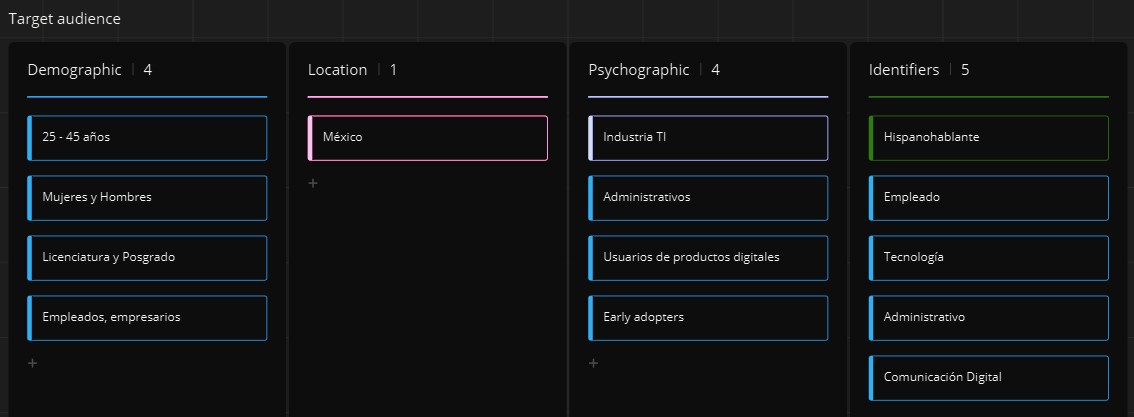 Target audience
Demographic | 4
25 - 45 años
Mujeres y Hombres
Licenciatura y Posgrado
Empleados, empresarios
+
Location | 1
México
+
Psychographic | 4
Industria TI
Administrativos
Usuarios de productos digitales
Early adopters
+
Identifiers | 5
Hispanohablante
Empleado
Tecnología
Administrativo
Comunicación Digital